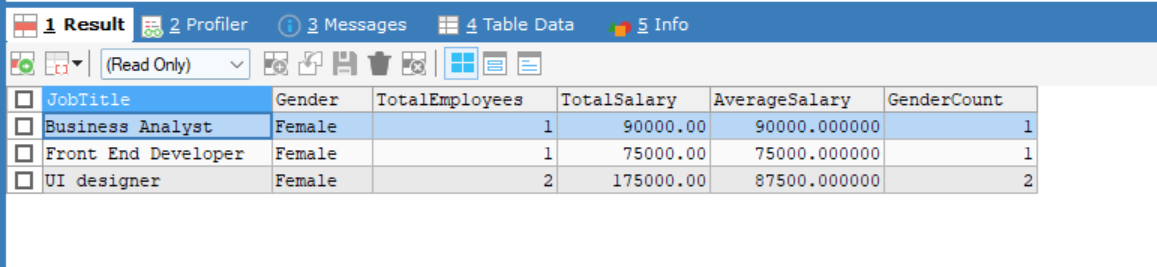 1 Result 2 Profiler 3 Messages 4 Table Data 5 Info
(Read Only)
JobTitle Gender TotalEmployees TotalSalary AverageSalary GenderCount
Business Analyst Female 1 90000.00 90000.000000 1
Front End Developer Female 1 75000.00 75000.000000 1
UI designer Female 2 175000.00 87500.000000 2